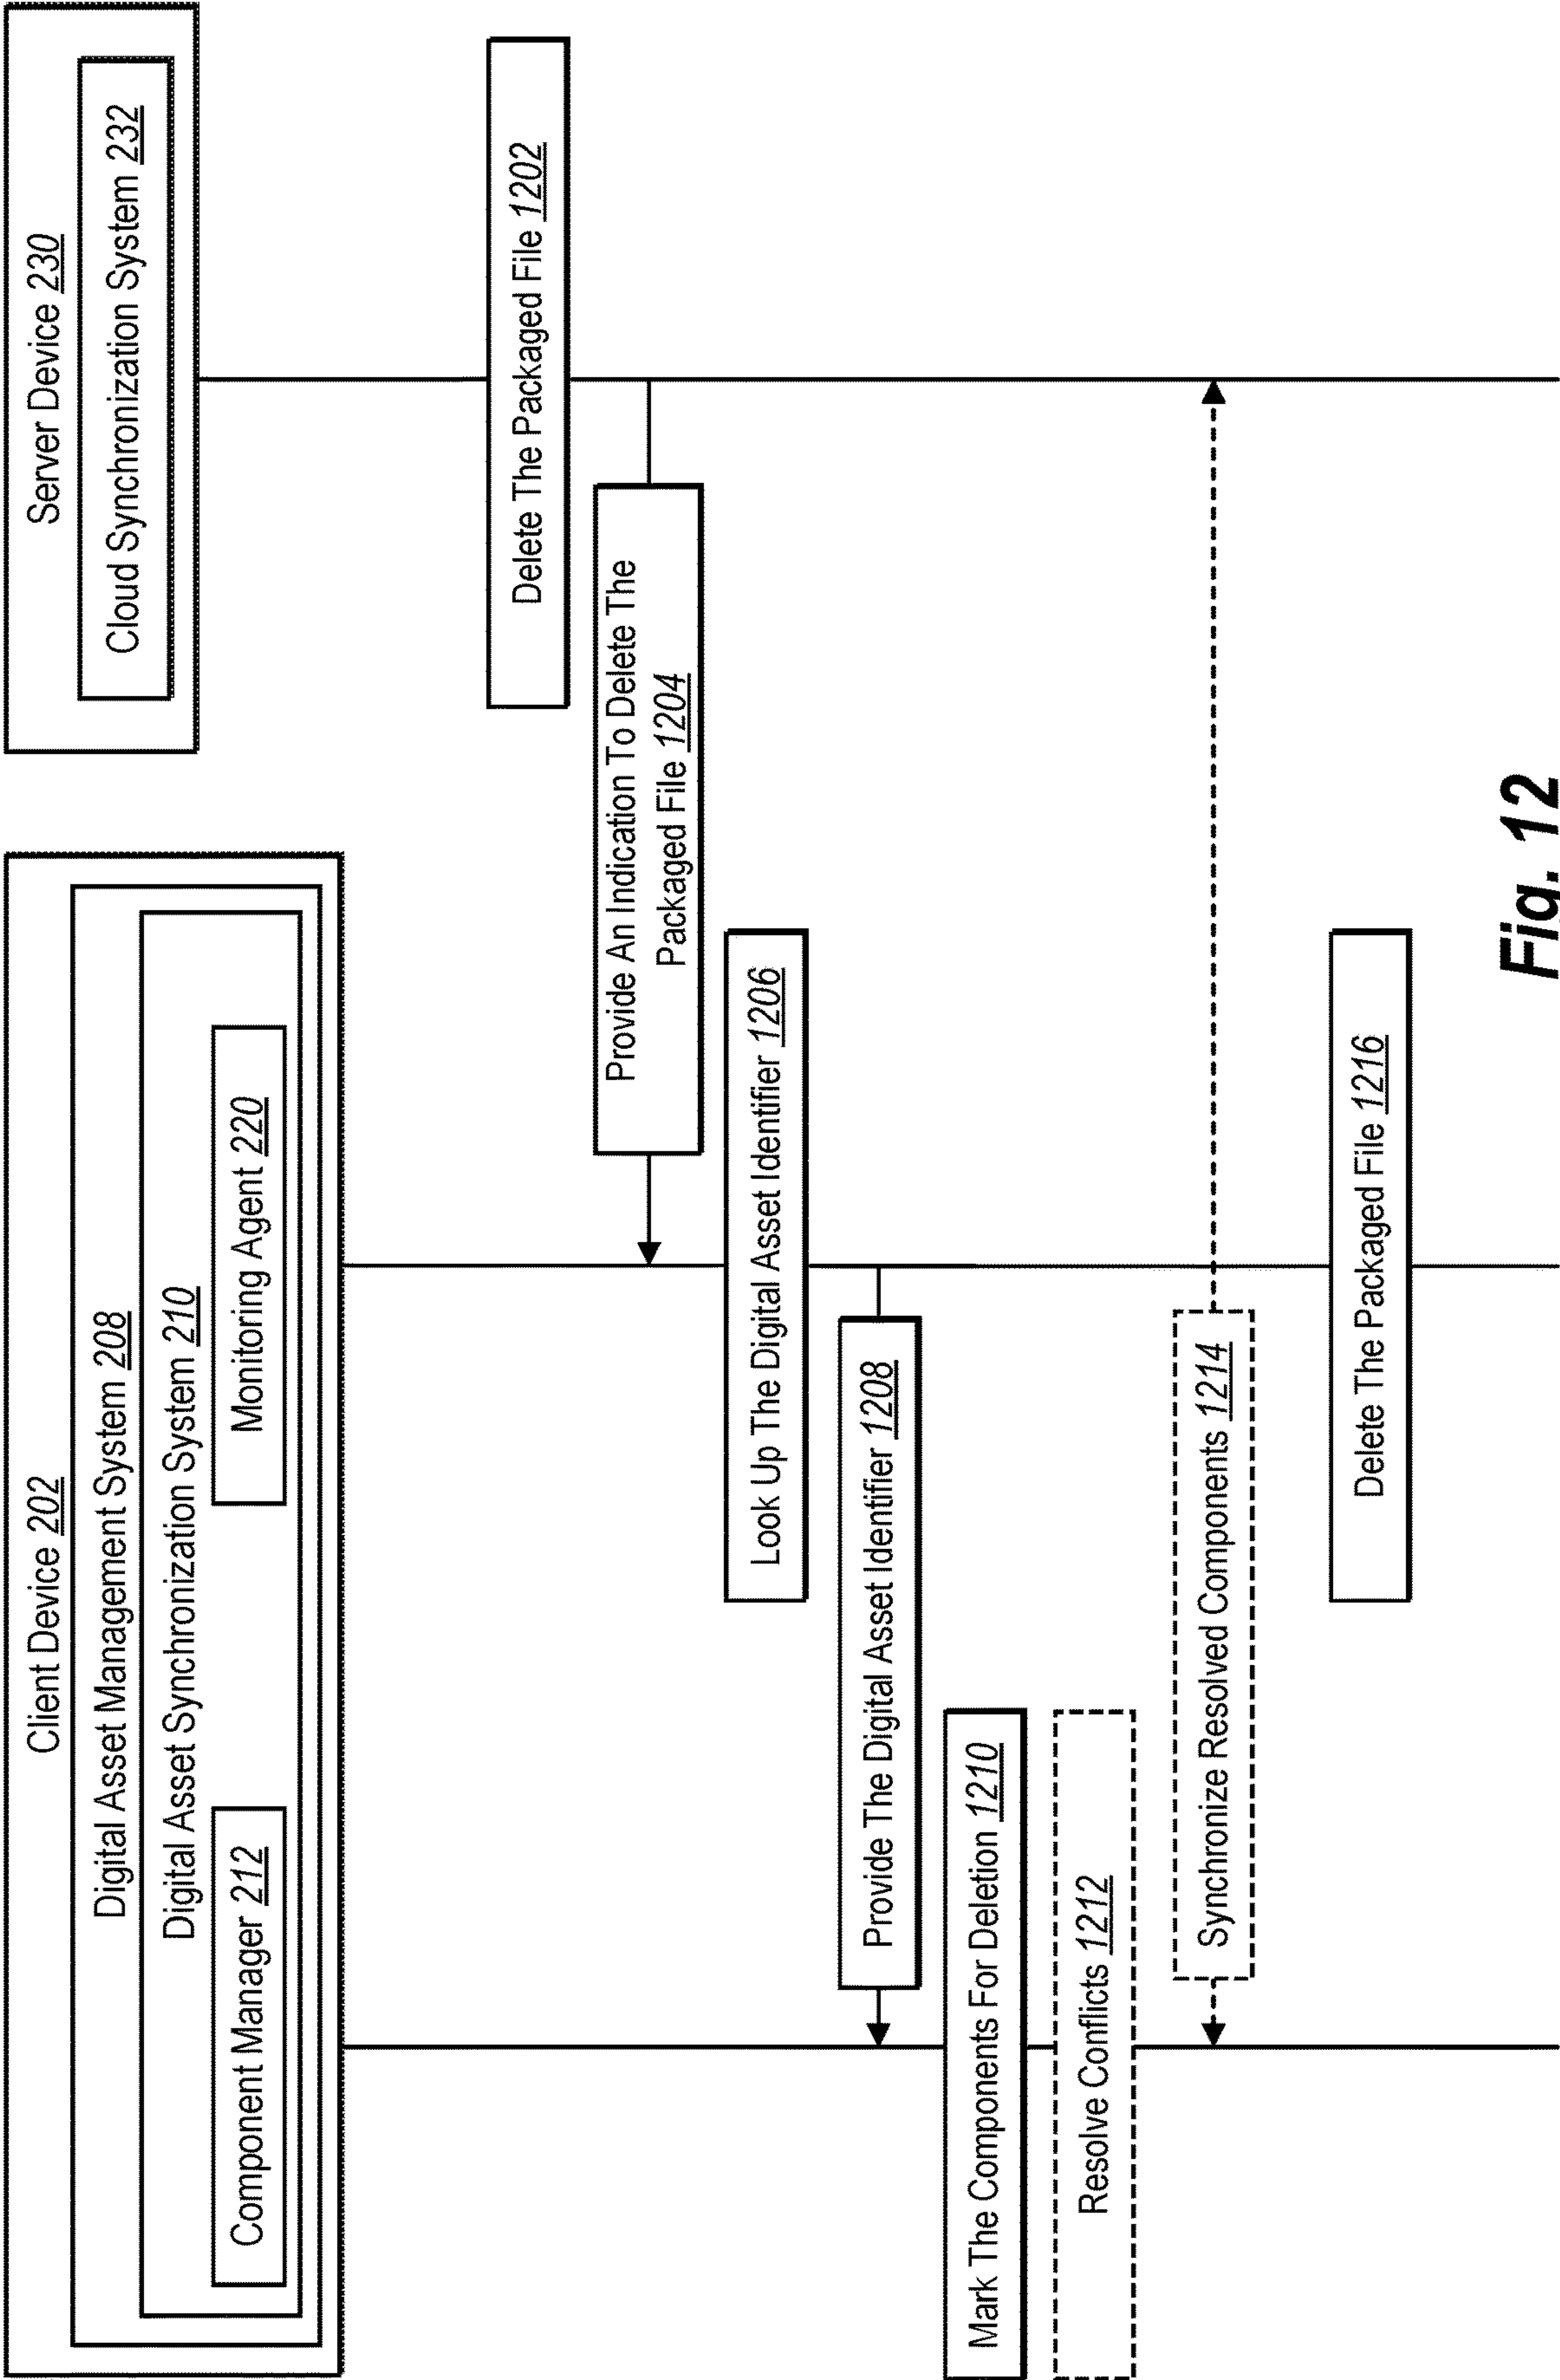 Client Device 202
Digital Asset Management System 208
Digital Asset Synchronization System 210
Component Manager 212
Monitoring Agent 220
Server Device 230
Cloud Synchronization System 232
Delete The Packaged File 1202
Provide An Indication To Delete The
Packaged File 1204
Look Up The Digital Asset Identifier 1206
Provide The Digital Asset Identifier 1208
Mark The Components For Deletion 1210
Resolve Conflicts 1212
Synchronize Resolved Components 1214
Delete The Packaged File 1216
Fig. 12